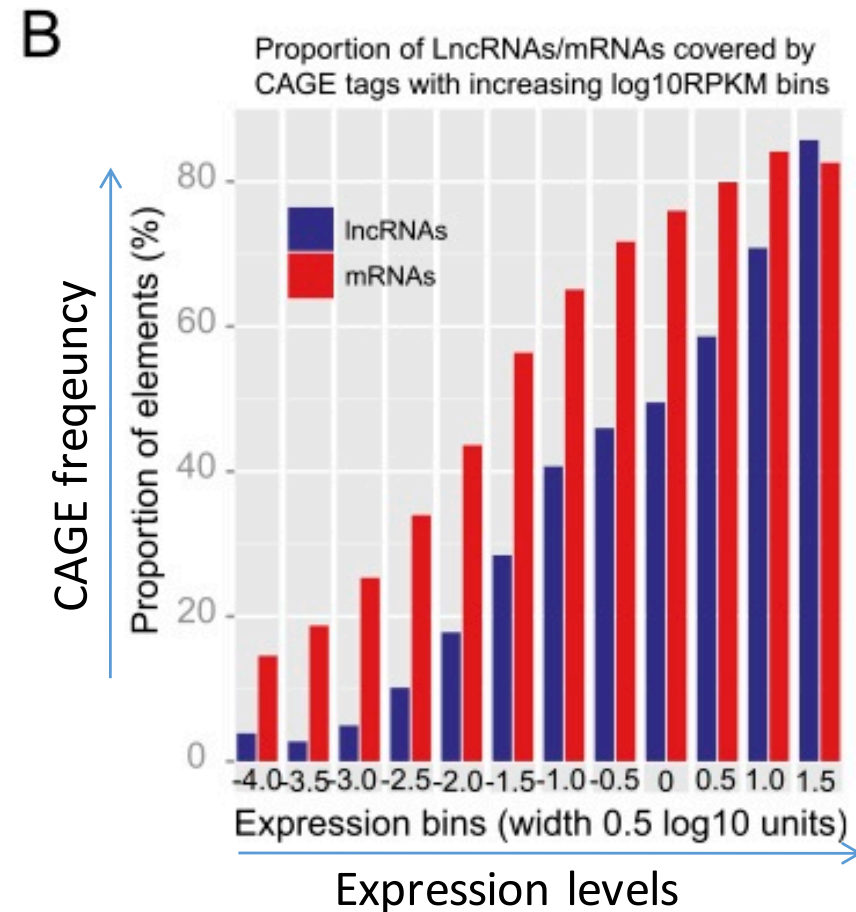 B
Proportion of LncRNAs/mRNAs covered by
CAGE tags with increasing log10RPKM bins
CAGE freqeuncy
Proportion of elements (%)
80
60
40
20
0
lncRNAs
mRNAs
-4.0 -3.5 -3.0 -2.5 -2.0 -1.5 -1.0 -0.5 0 0.5 1.0 1.5
Expression bins (width 0.5 log10 units)
Expression levels